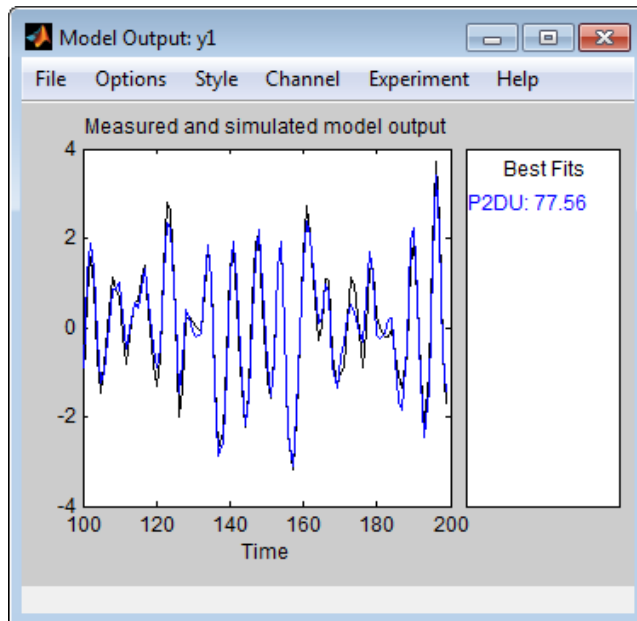 Model Output: y1
File Options Style Channel Experiment Help
Measured and simulated model output
Best Fits
P2DU: 77.56
4
2
0
-2
-4
100 120 140 160 180 200
Time